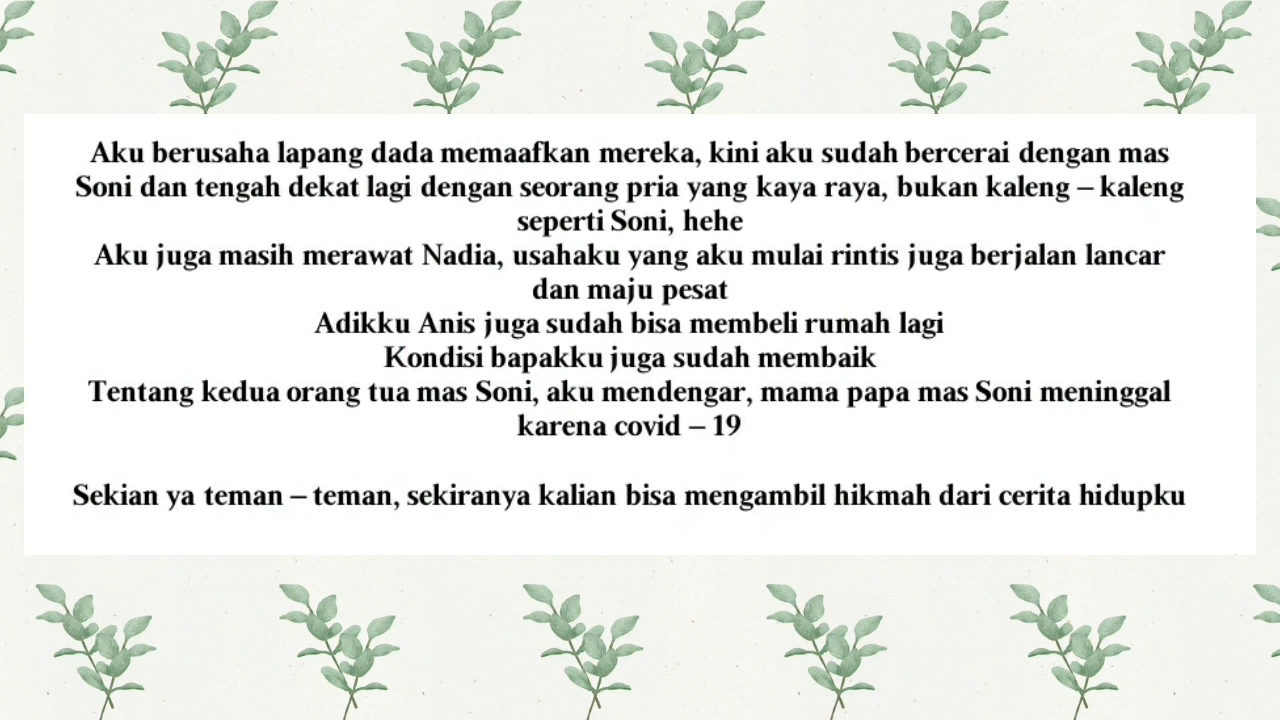 Aku berusaha lapang dada memaafkan mereka, kini aku sudah bercerai dengan mas
Soni dan tengah dekat lagi dengan seorang pria yang kaya raya, bukan kaleng – kaleng
seperti Soni, hehe
Aku juga masih merawat Nadia, usahaku yang aku mulai rintis juga berjalan lancar
dan maju pesat
Adikku Anis juga sudah bisa membeli rumah lagi
Kondisi bapakku juga sudah membaik
Tentang kedua orang tua mas Soni, aku mendengar, mama papa mas Soni meninggal
karena covid – 19
Sekian ya teman – teman, sekiranya kalian bisa mengambil hikmah dari cerita hidupku